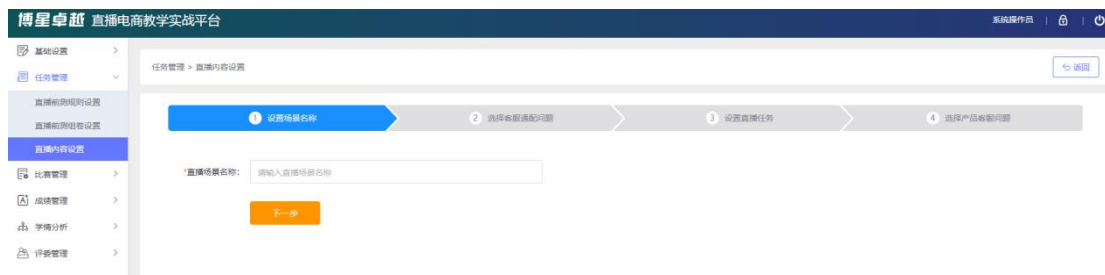 博星卓越 直播电商教学实战平台
系统操作员
基础设置
任务管理
直播前测规则设置
直播前测组卷设置
直播内容设置
比赛管理
成绩管理
学情分析
评委管理
任务管理 > 直播内容设置
返回
1 设置场景名称
2 选择客服通配问题
3 设置直播任务
4 选择产品客服问题
*直播场景名称: 请输入直播场景名称
下一步